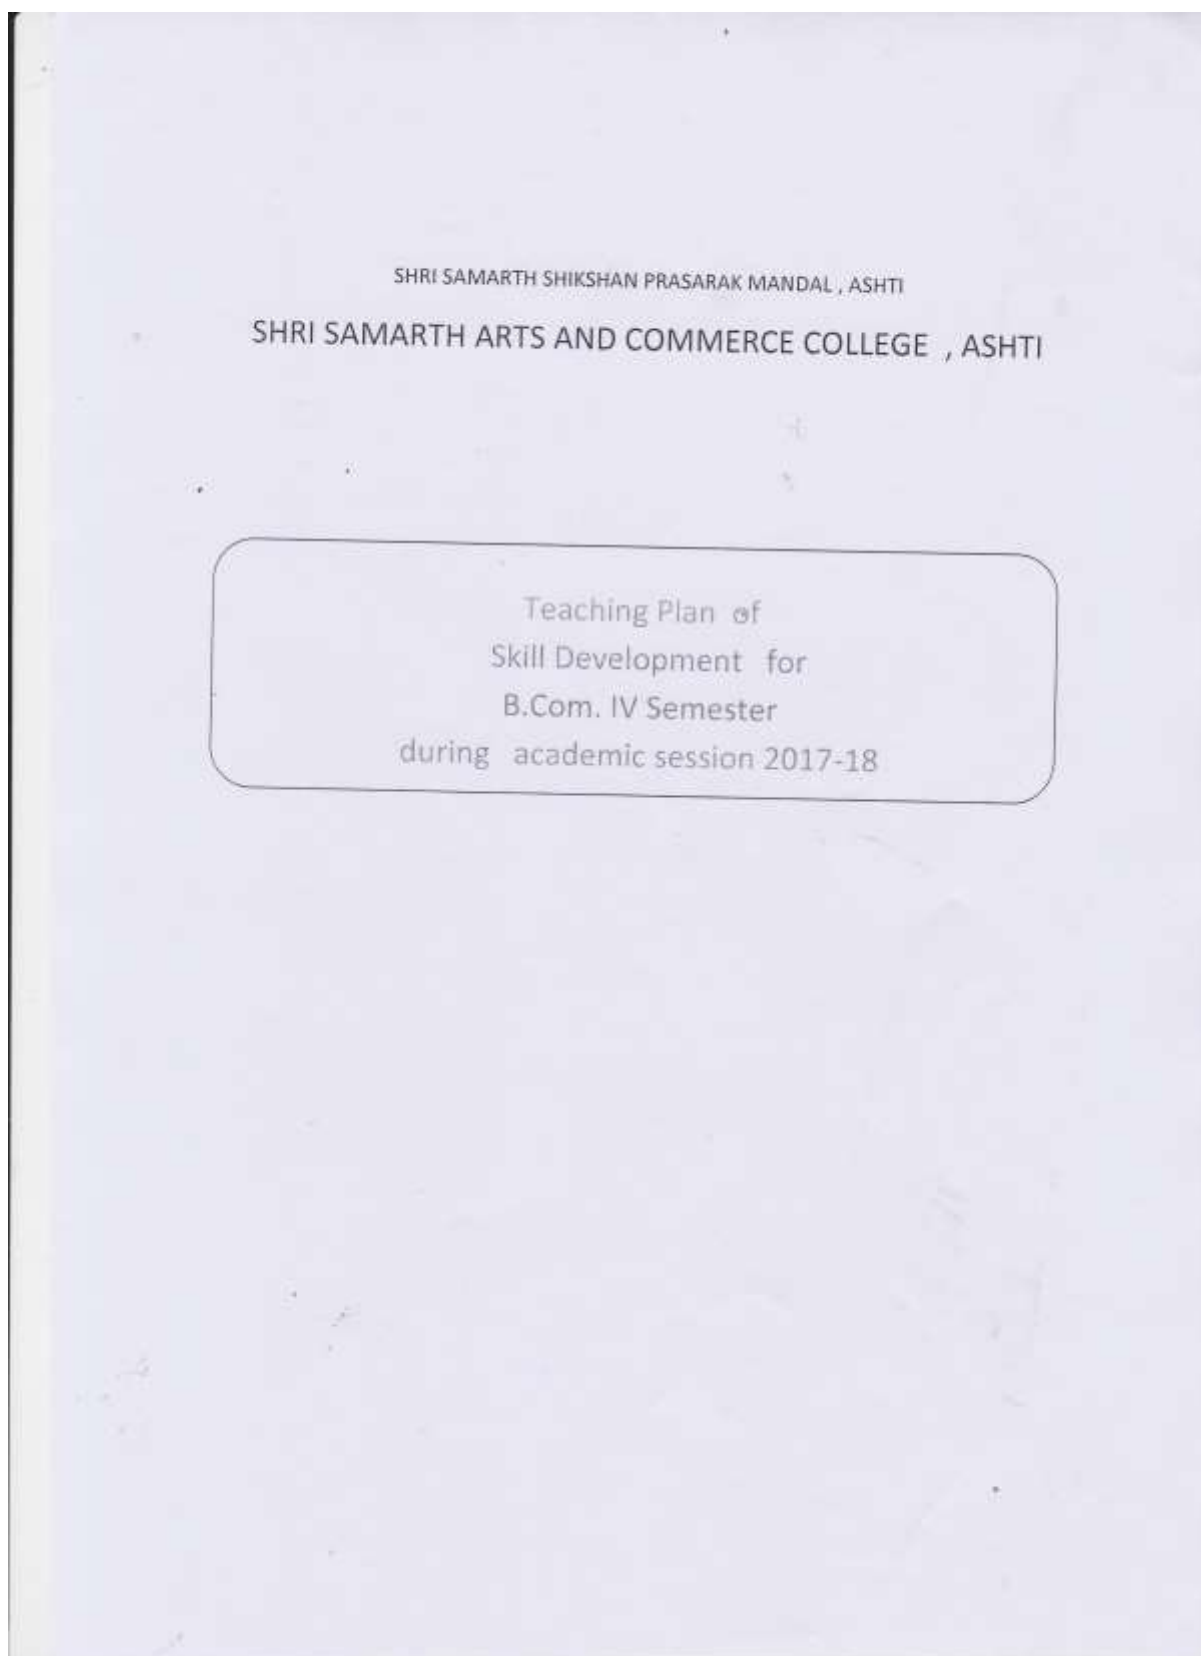 SHRI SAMARTH SHIKSHAN PRASARAK MANDAL , ASHTI
SHRI SAMARTH ARTS AND COMMERCE COLLEGE , ASHTI
Teaching Plan of
Skill Development for
B.Com. IV Semester
during academic session 2017-18